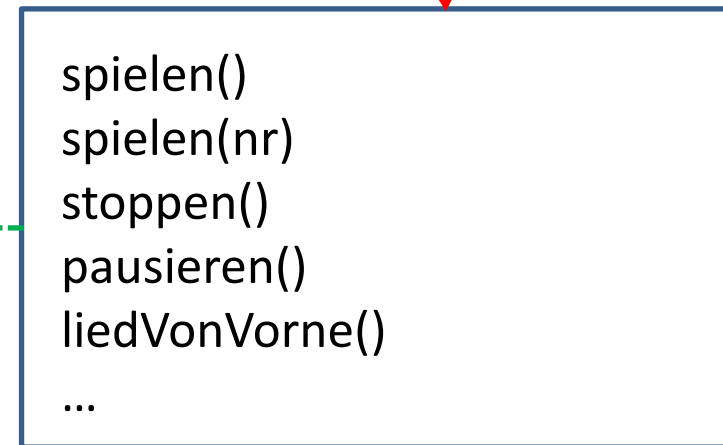 spielen()
spielen(nr)
stoppen()
pausieren()
liedVonVorne()
…